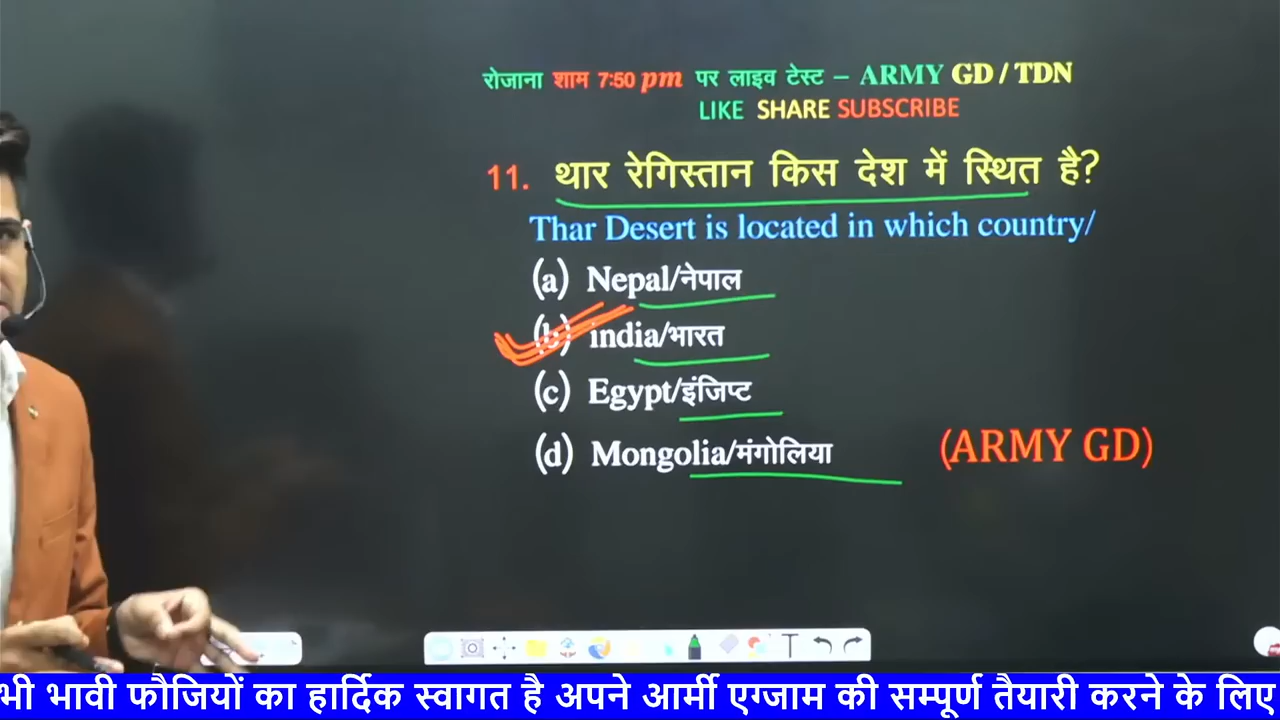 रोजाना शाम 7:50 pm पर लाइव टेस्ट – ARMY GD / TDN
LIKE SHARE SUBSCRIBE
11. थार रेगिस्तान किस देश में स्थित है?
Thar Desert is located in which country/
(a) Nepal/नेपाल
(b) india/भारत
(c) Egypt/इंजिप्ट
(d) Mongolia/मंगोलिया
(ARMY GD)
भी भावी फौजियों का हार्दिक स्वागत है अपने आर्मी एग्जाम की सम्पूर्ण तैयारी करने के लिए